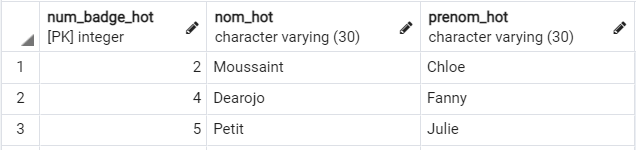 num_badge_hot nom_hot prenom_hot
[PK] integer character varying (30) character varying (30)
1 2 Moussaint Chloe
2 4 Dearojo Fanny
3 5 Petit Julie